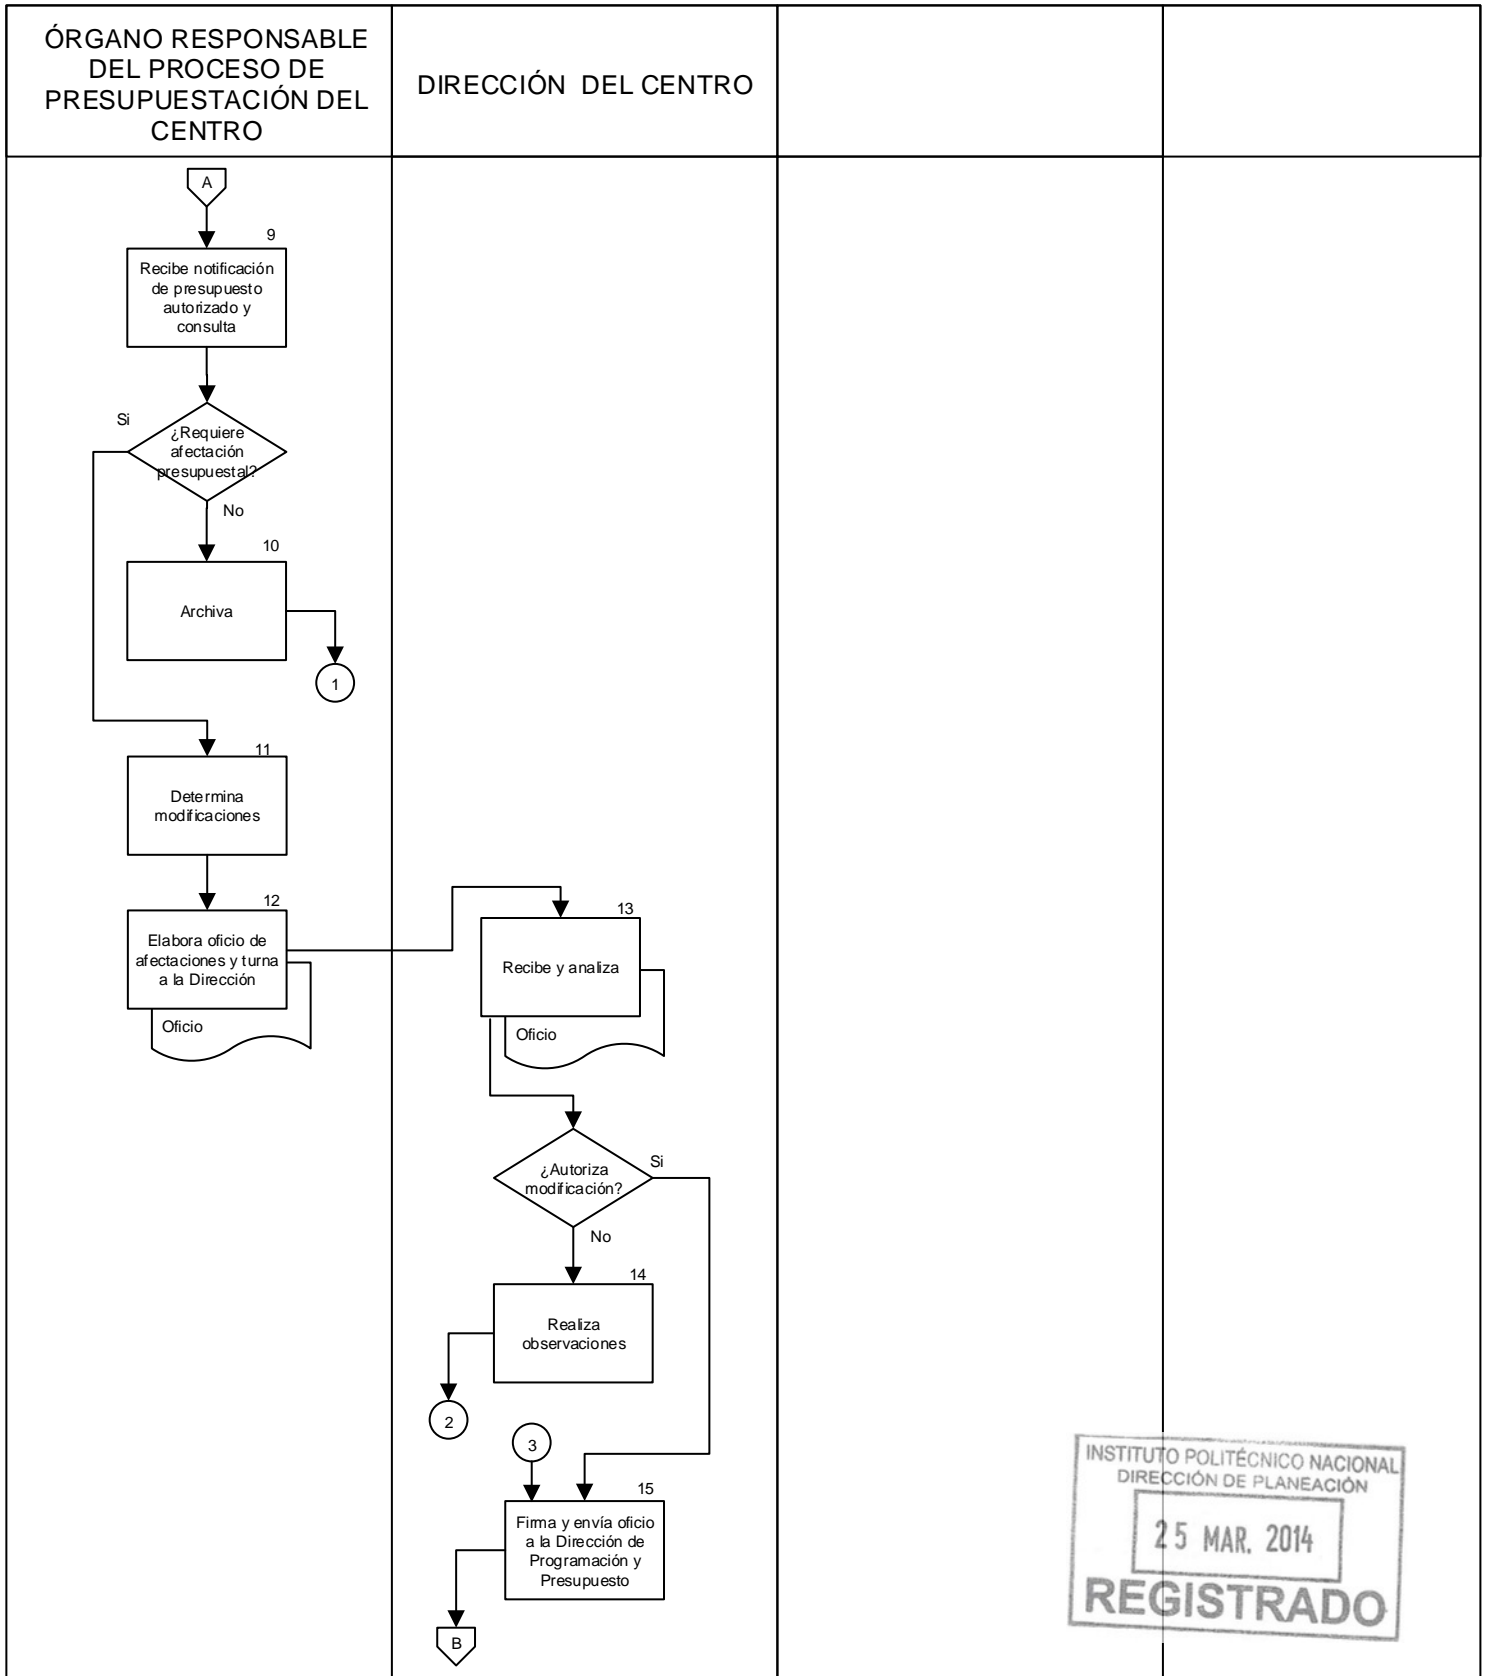 ÓRGANO RESPONSABLE
DEL PROCESO DE
PRESUPUESTACIÓN DEL
CENTRO
DIRECCIÓN DEL CENTRO
A
9
Recibe notificación
de presupuesto
autorizado y
consulta
Si
¿Requiere
afectación
presupuestal?
No
10
Archiva
1
11
Determina
modificaciones
12
Elabora oficio de
afectaciones y turna
a la Dirección
Oficio
13
Recibe y analiza
Oficio
¿Autoriza
modificación?
Si
No
14
Realiza
observaciones
2
3
15
Firma y envía oficio
a la Dirección de
Programación y
Presupuesto
B
INSTITUTO POLITÉCNICO NACIONAL
DIRECCIÓN DE PLANEACIÓN
25 MAR. 2014
REGISTRADO